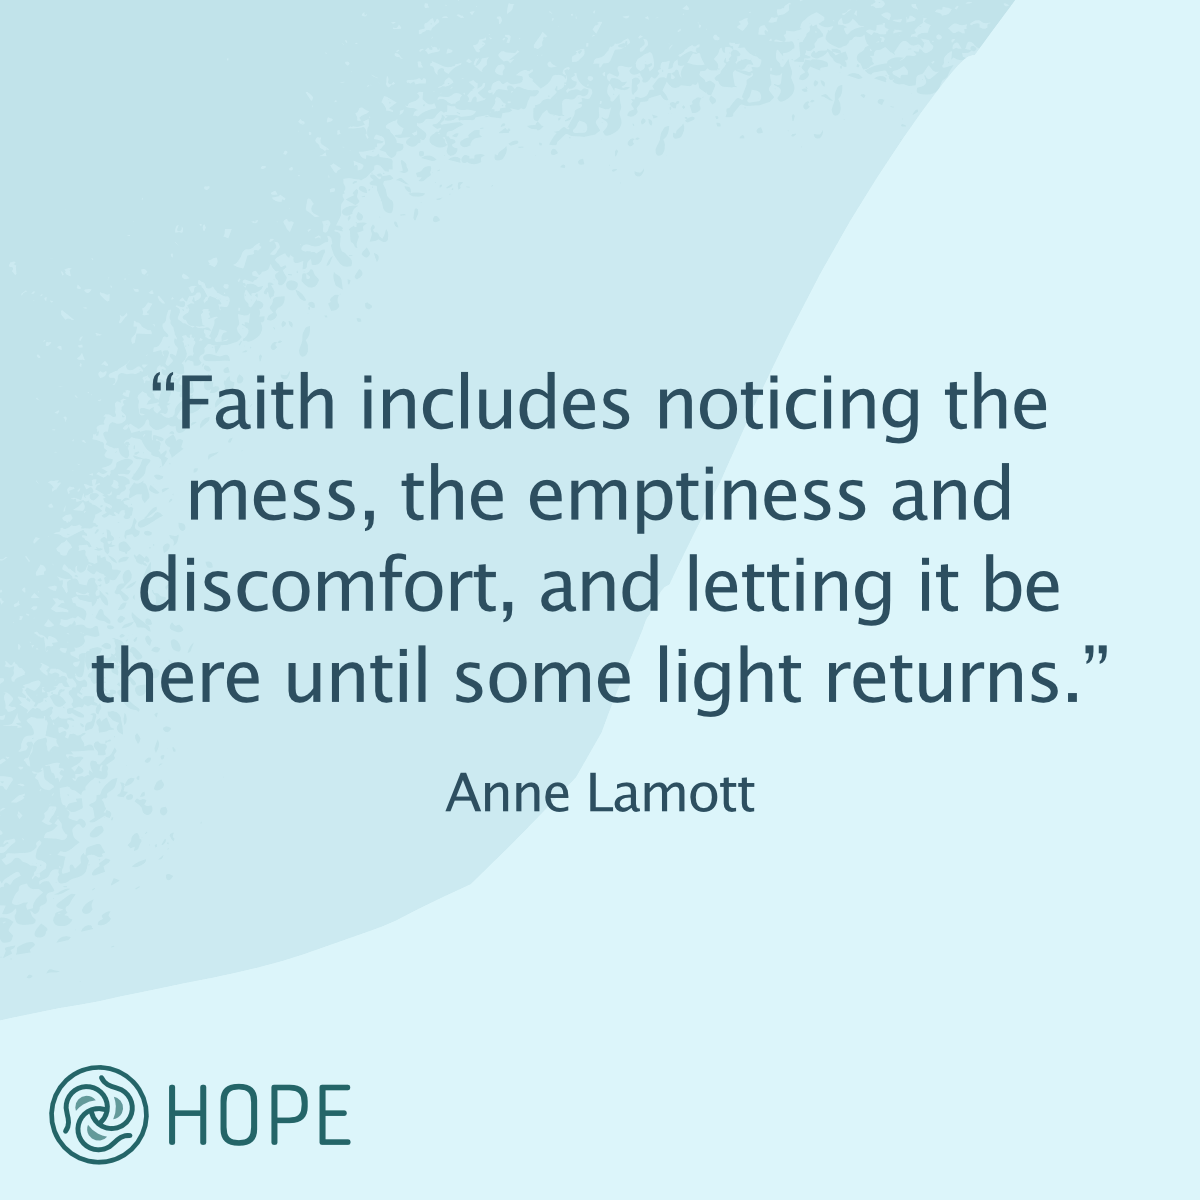 “Faith includes noticing the
mess, the emptiness and
discomfort, and letting it be
there until some light returns.”
Anne Lamott
HOPE